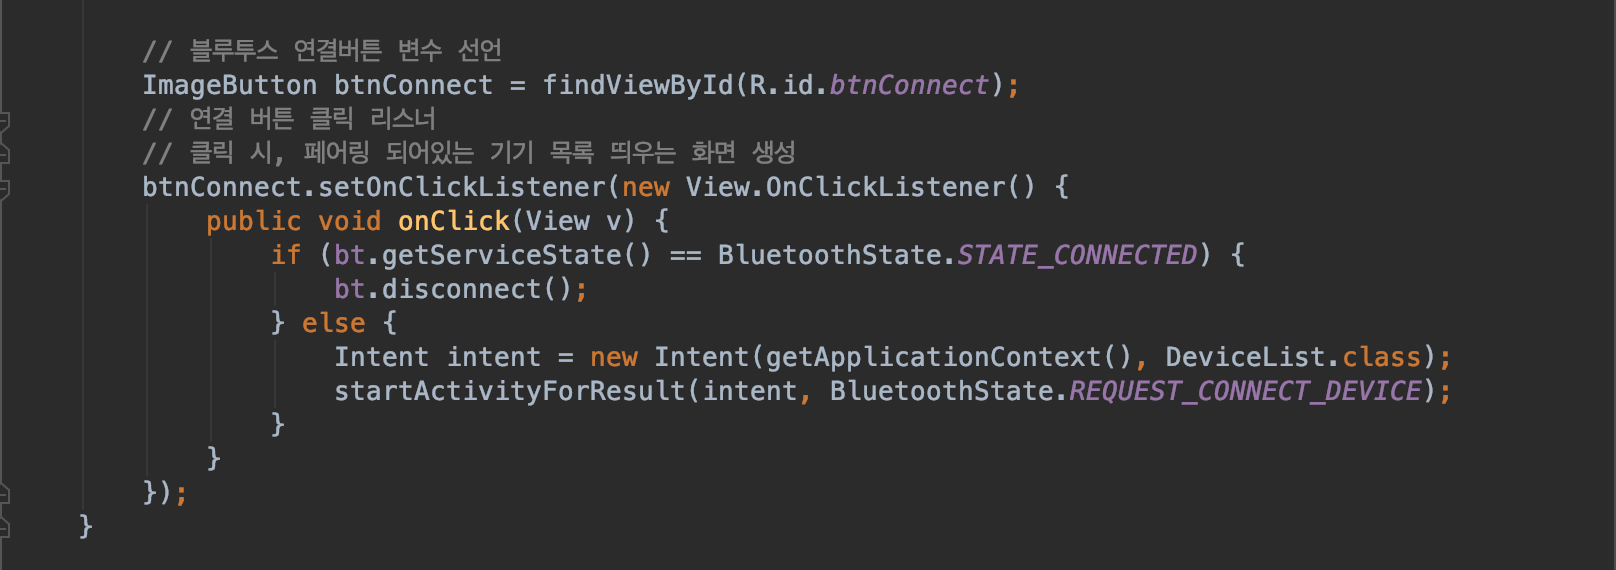 // 블루투스 연결버튼 변수 선언
ImageButton btnConnect = findViewById(R.id.btnConnect);
// 연결 버튼 클릭 리스너
// 클릭 시, 페어링 되어있는 기기 목록 띄우는 화면 생성
btnConnect.setOnClickListener(new View.OnClickListener() {
    public void onClick(View v) {
        if (bt.getServiceState() == BluetoothState.STATE_CONNECTED) {
            bt.disconnect();
        } else {
            Intent intent = new Intent(getApplicationContext(), DeviceList.class);
            startActivityForResult(intent, BluetoothState.REQUEST_CONNECT_DEVICE);
        }
    }
});
}